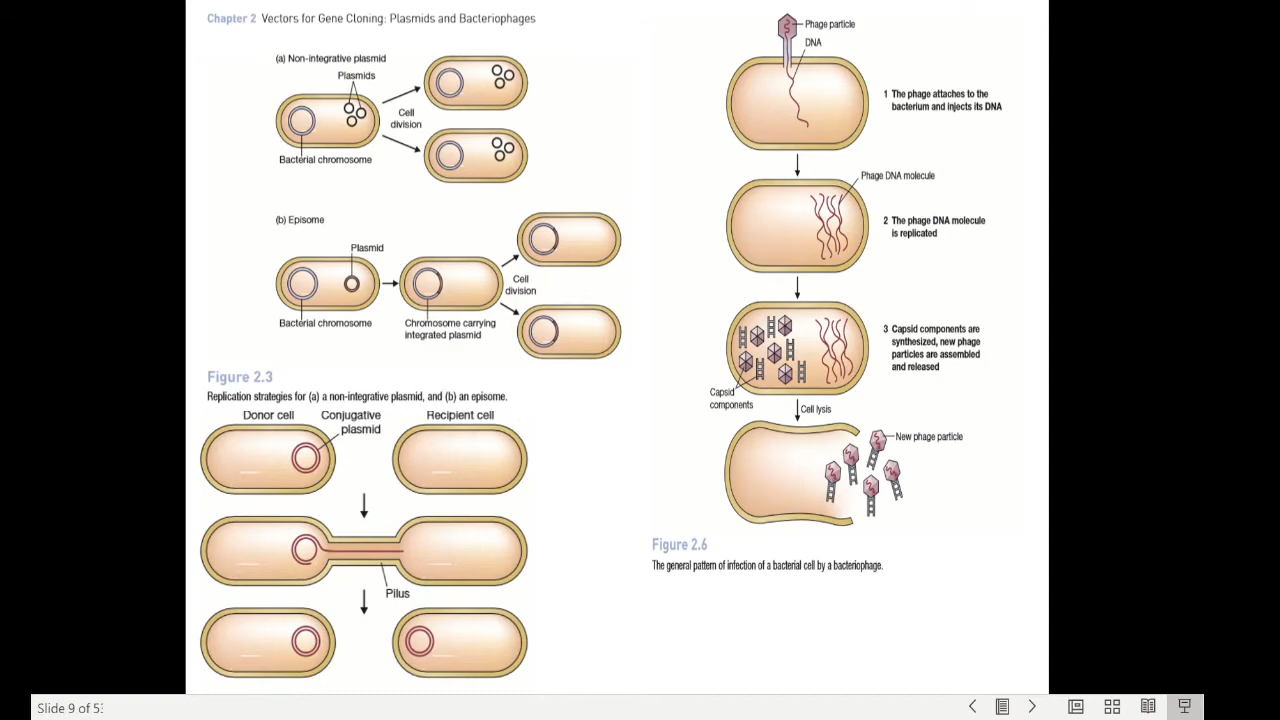 Chapter 2 Vectors for Gene Cloning: Plasmids and Bacteriophages
(a) Non-integrative plasmid
Plasmids
Cell
division
Bacterial chromosome
(b) Episome
Plasmid
Cell
division
Bacterial chromosome
Chromosome carrying
integrated plasmid
Figure 2.3
Replication strategies for (a) a non-integrative plasmid, and (b) an episome.
Donor cell
Conjugative
plasmid
Recipient cell
Pilus
Phage particle
DNA
1 The phage attaches to the
bacterium and injects its DNA
Phage DNA molecule
2 The phage DNA molecule
is replicated
3 Capsid components are
synthesized, new phage
particles are assembled
and released
Capsid
components
Cell lysis
New phage particle
Figure 2.6
The general pattern of infection of a bacterial cell by a bacteriophage.
Slide 9 of